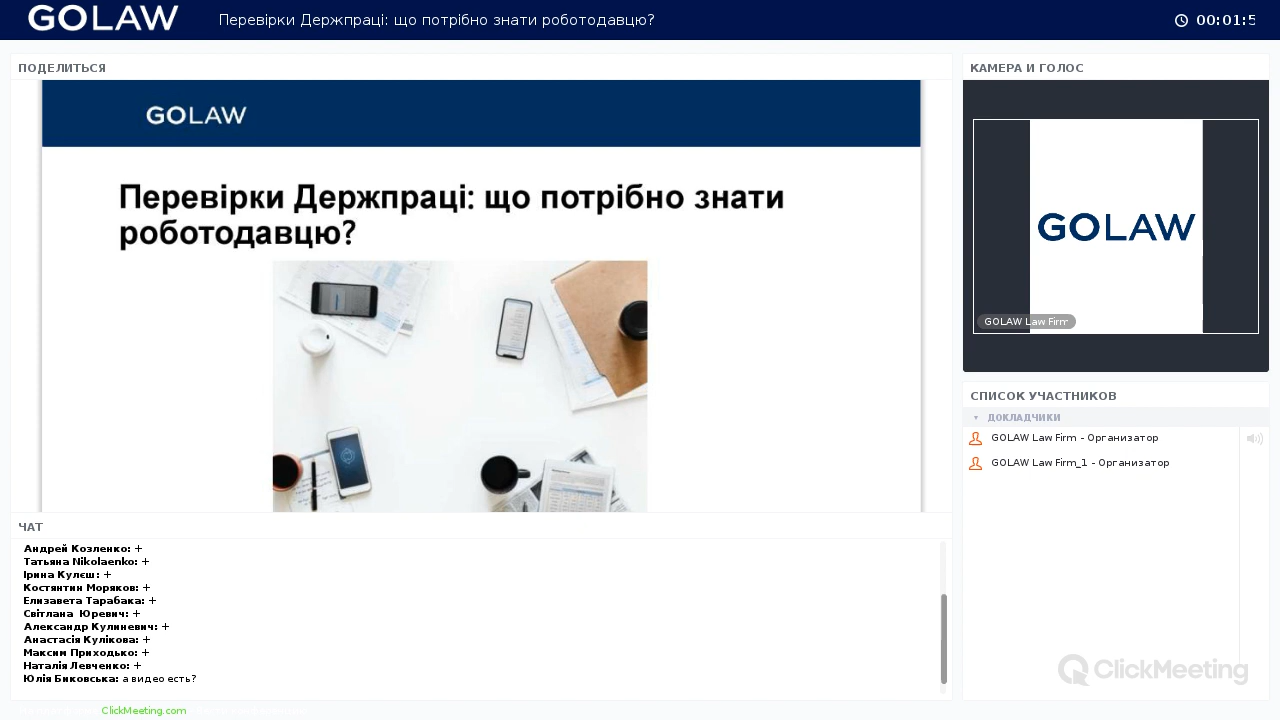 GOLAW
Перевірки Держпраці: що потрібно знати роботодавцю?
00:01:5
ПОДЕЛИТЬСЯ
GOLAW
Перевірки Держпраці: що потрібно знати
роботодавцю?
ЧАТ
Андрей Козленко: +
Татьяна Nikolaenko: +
Ірина Кулєш: +
Костянтин Моряков: +
Елизавета Тарабака: +
Світлана Юревич: +
Александр Кулиневич: +
Анастасія Кулікова: +
Максим Приходько: +
Наталія Левченко: +
Юлія Биковська: а видео есть?
ClickMeeting.com
КАМЕРА И ГОЛОС
GOLAW
GOLAW Law Firm
СПИСОК УЧАСТНИКОВ
ДОКЛАДЧИКИ
GOLAW Law Firm - Организатор
GOLAW Law Firm_1 - Организатор
ClickMeeting